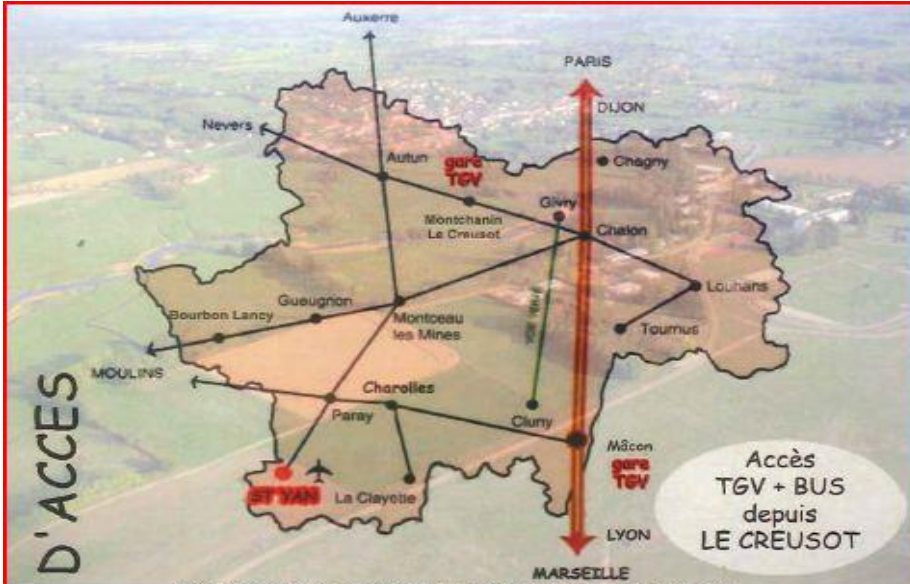 Auxerre
PARIS
DIJON
Nevers
Autun
gare
TGV
Chagny
Givry
Montchanin
Le Creusot
Chalon
Louhans
Gueugnon
Bourbon Lancy
Montceau
les Mines
Tournus
MOULINS
Charolles
Paray
Cluny
Mâcon
gare
TGV
ST YAN
La Clayette
LYON
MARSEILLE
D'ACCES
Accès
TGV + BUS
depuis
LE CREUSOT